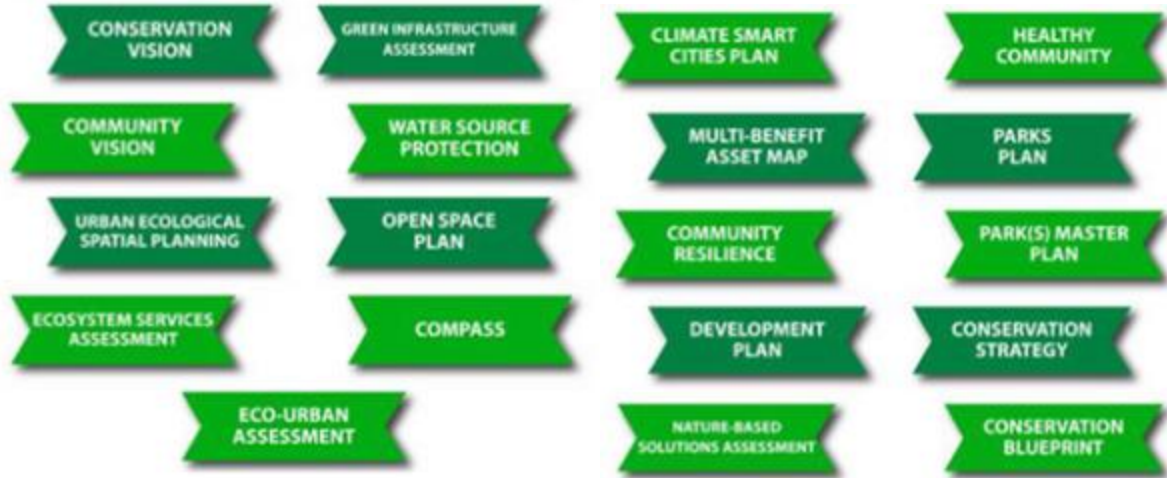 CONSERVATION
VISION
GREEN INFRASTRUCTURE
ASSESSMENT
CLIMATE SMART
CITIES PLAN
HEALTHY
COMMUNITY
COMMUNITY
VISION
WATER SOURCE
PROTECTION
MULTI-BENEFIT
ASSET MAP
PARKS
PLAN
URBAN ECOLOGICAL
SPATIAL PLANNING
OPEN SPACE
PLAN
COMMUNITY
RESILIENCE
PARK(S) MASTER
PLAN
ECOSYSTEM SERVICES
ASSESSMENT
COMPASS
DEVELOPMENT
PLAN
CONSERVATION
STRATEGY
ECO-URBAN
ASSESSMENT
NATURE-BASED
SOLUTIONS ASSESSMENT
CONSERVATION
BLUEPRINT